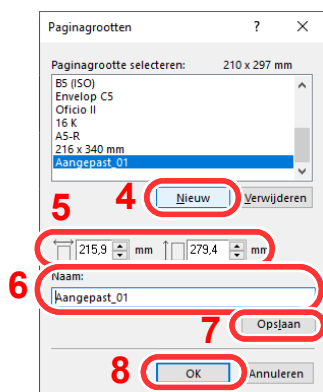 Paginagrootten ? ×
Paginagrootte selecteren: 210 x 297 mm
B5 (ISO)
Envelop C5
Oficio II
16 K
A5-R
216 x 340 mm
Aangepast_01
4 Nieuw Verwijderen
5
215,9 mm 279,4 mm
6 Naam:
Aangepast_01
7 Opslaan
8 OK Annuleren